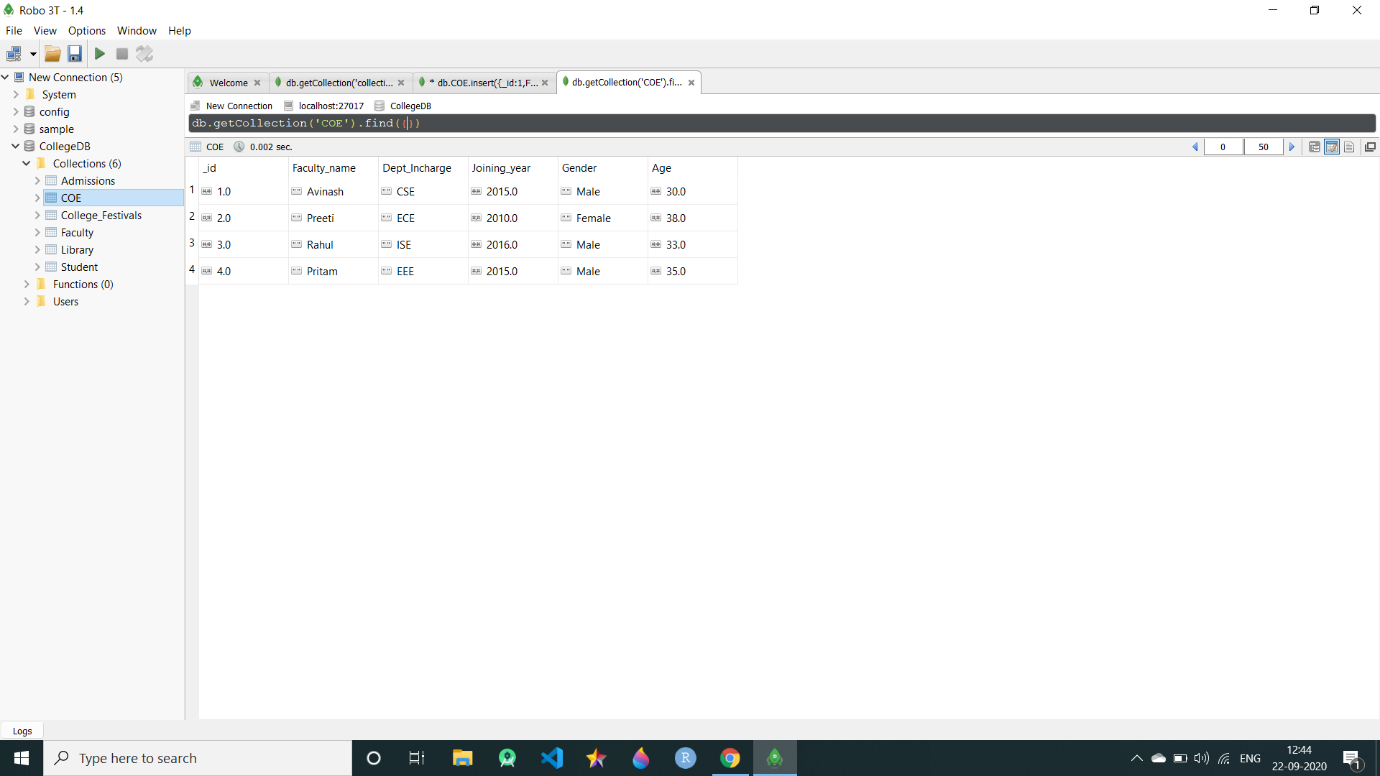 Robo 3T - 1.4
File View Options Window Help
New Connection (5)
System
config
sample
CollegeDB
Collections (6)
Admissions
COE
College_Festivals
Faculty
Library
Student
Functions (0)
Users
Welcome db.getCollection('collecti... * db.COE.insert({_id:1,F... db.getCollection('COE').fi...
New Connection localhost:27017 CollegeDB
db.getCollection('COE').find({})
COE 0.002 sec. 0 50
_id Faculty_name Dept_Incharge Joining_year Gender Age
1 1.0 Avinash CSE 2015.0 Male 30.0
2 2.0 Preeti ECE 2010.0 Female 38.0
3 3.0 Rahul ISE 2016.0 Male 33.0
4 4.0 Pritam EEE 2015.0 Male 35.0
Logs
Type here to search
R
ENG
12:44
22-09-2020
1